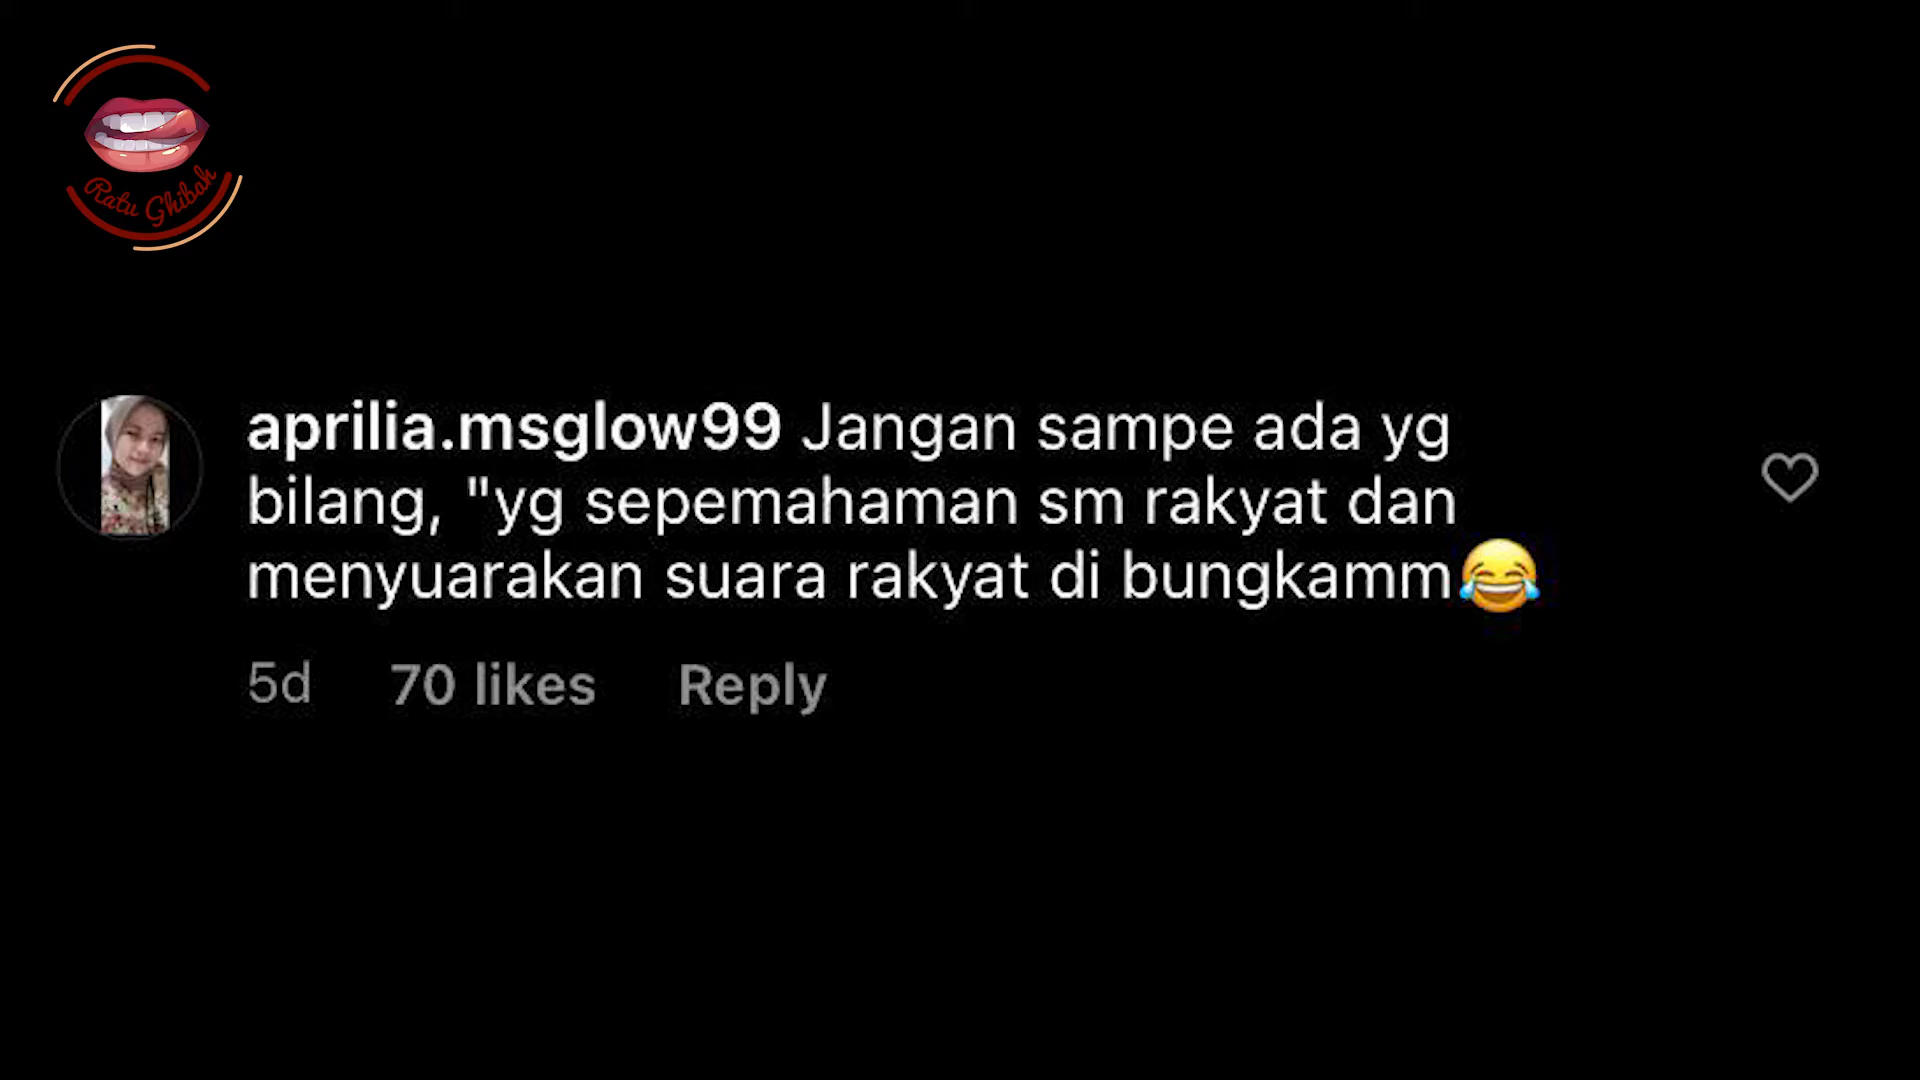 Ratu Ghibah
aprilia.msglow99 Jangan sampe ada yg
bilang, "yg sepemahaman sm rakyat dan
menyuarakan suara rakyat di bungkamm😂
5d 70 likes Reply